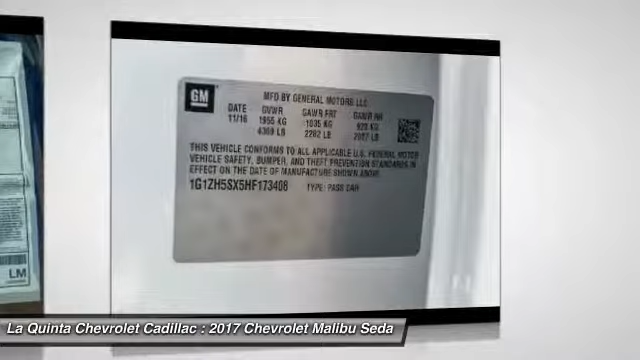 GM
MFD BY GENERAL MOTORS LLC
DATE GVWR GAWR FRT GAWR RR
11/16 1955 KG 1035 KG 920 KG
4309 LB 2282 LB
THIS VEHICLE CONFORMS TO ALL APPLICABLE U.S. FEDERAL MOTOR
VEHICLE SAFETY, BUMPER, AND THEFT PREVENTION STANDARDS IN
EFFECT ON THE DATE OF MANUFACTURE SHOWN ABOVE.
1G1ZH5SX5HF173408 TYPE: PASS CAR
LM
La Quinta Chevrolet Cadillac : 2017 Chevrolet Malibu Seda